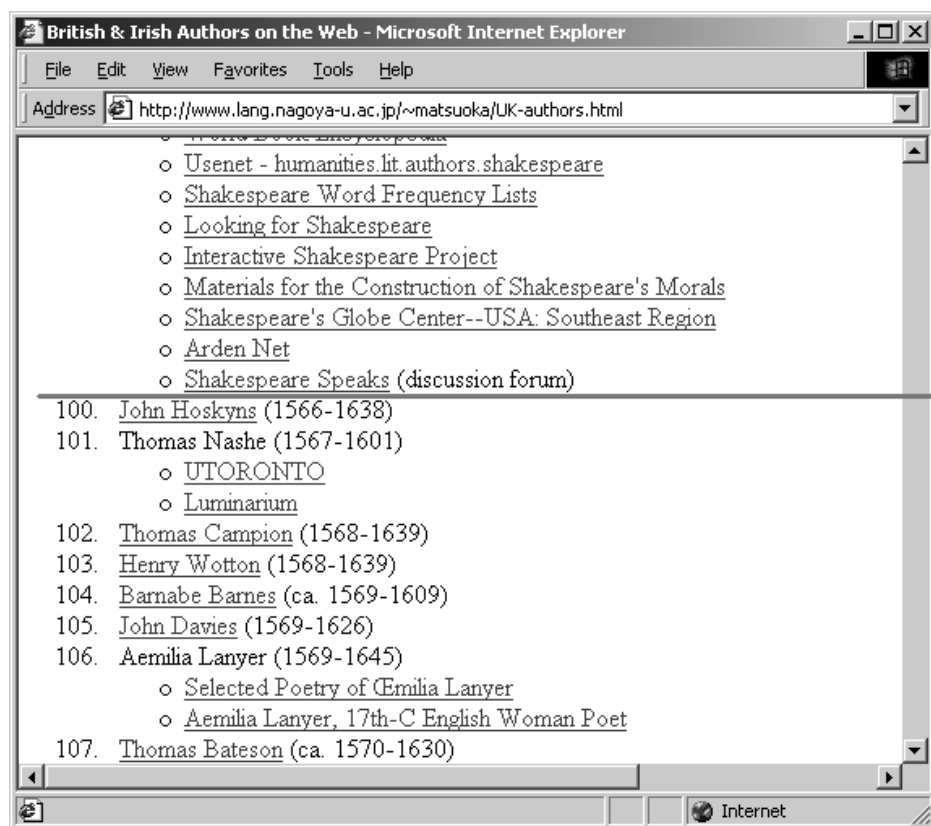 British & Irish Authors on the Web - Microsoft Internet Explorer
File Edit View Favorites Tools Help
Address http://www.lang.nagoya-u.ac.jp/~matsuoka/UK-authors.html
World Book Encyclopedia
o Usenet - humanities.lit.authors.shakespeare
o Shakespeare Word Frequency Lists
o Looking for Shakespeare
o Interactive Shakespeare Project
o Materials for the Construction of Shakespeare's Morals
o Shakespeare's Globe Center--USA: Southeast Region
o Arden Net
o Shakespeare Speaks (discussion forum)
100. John Hoskyns (1566-1638)
101. Thomas Nashe (1567-1601)
o UTORONTO
o Luminarium
102. Thomas Campion (1568-1639)
103. Henry Wotton (1568-1639)
104. Barnabe Barnes (ca. 1569-1609)
105. John Davies (1569-1626)
106. Aemilia Lanyer (1569-1645)
o Selected Poetry of Œmilia Lanyer
o Aemilia Lanyer, 17th-C English Woman Poet
107. Thomas Bateson (ca. 1570-1630)
Internet